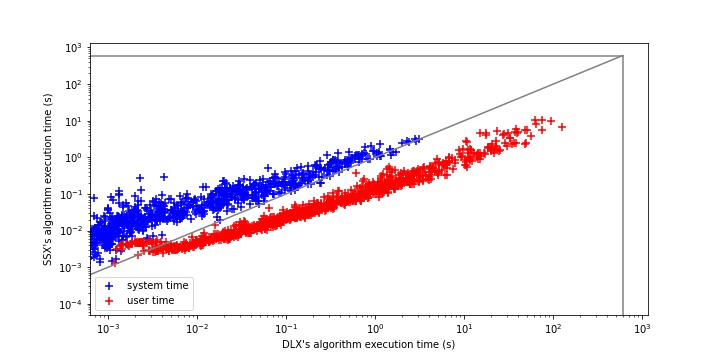 10³
10²
10¹
10⁰
10⁻¹
10⁻²
10⁻³
10⁻⁴
SSX's algorithm execution time (s)
system time
user time
10⁻³ 10⁻² 10⁻¹ 10⁰ 10¹ 10² 10³
DLX's algorithm execution time (s)